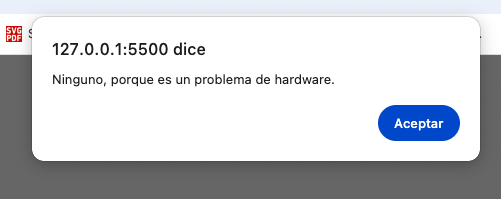 SVG
PDF
127.0.0.1:5500 dice
Ninguno, porque es un problema de hardware.
Aceptar